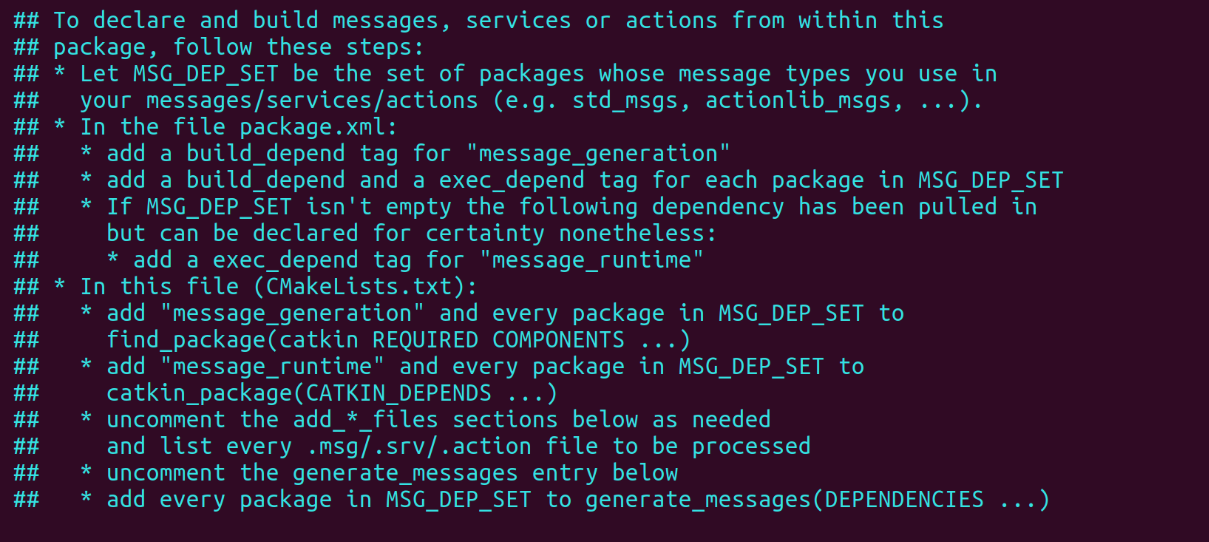 ## To declare and build messages, services or actions from within this
## package, follow these steps:
## * Let MSG_DEP_SET be the set of packages whose message types you use in
##   your messages/services/actions (e.g. std_msgs, actionlib_msgs, ...).
## * In the file package.xml:
##   * add a build_depend tag for "message_generation"
##   * add a build_depend and a exec_depend tag for each package in MSG_DEP_SET
##   * If MSG_DEP_SET isn't empty the following dependency has been pulled in
##     but can be declared for certainty nonetheless:
##     * add a exec_depend tag for "message_runtime"
## * In this file (CMakeLists.txt):
##   * add "message_generation" and every package in MSG_DEP_SET to
##     find_package(catkin REQUIRED COMPONENTS ...)
##   * add "message_runtime" and every package in MSG_DEP_SET to
##     catkin_package(CATKIN_DEPENDS ...)
##   * uncomment the add_*_files sections below as needed
##     and list every .msg/.srv/.action file to be processed
##   * uncomment the generate_messages entry below
##   * add every package in MSG_DEP_SET to generate_messages(DEPENDENCIES ...)